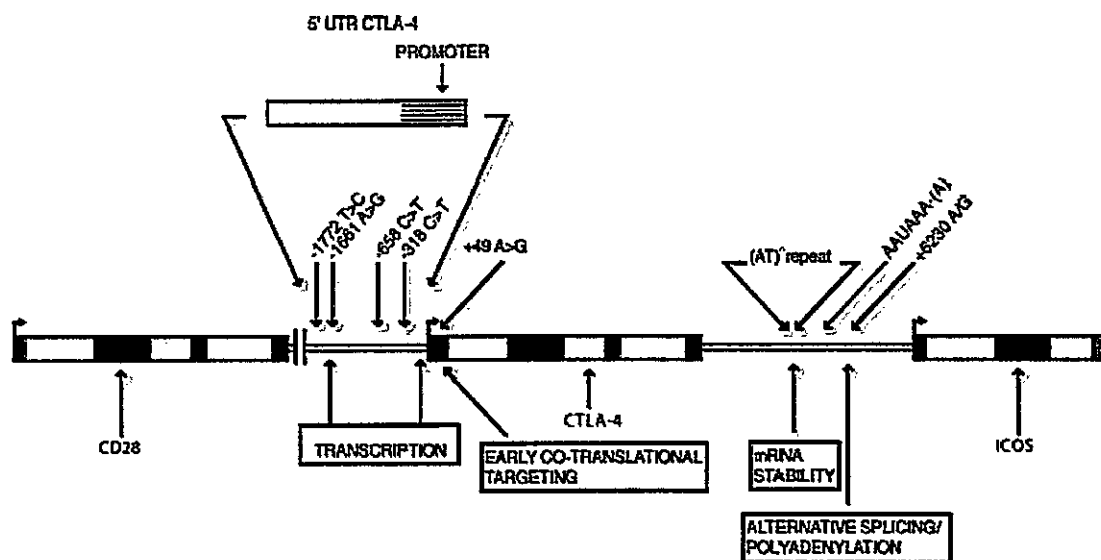 5' UTR CTLA-4
PROMOTER
-1772 T>C
-1661 A>G
-658 C>T
-318 C>T
+49 A>G
(AT)^ repeat
AAUAAA-(A)
+6230 A/G
CD28
TRANSCRIPTION
EARLY CO-TRANSLATIONAL
TARGETING
CTLA-4
mRNA
STABILITY
ALTERNATIVE SPLICING/
POLYADENYLATION
ICOS